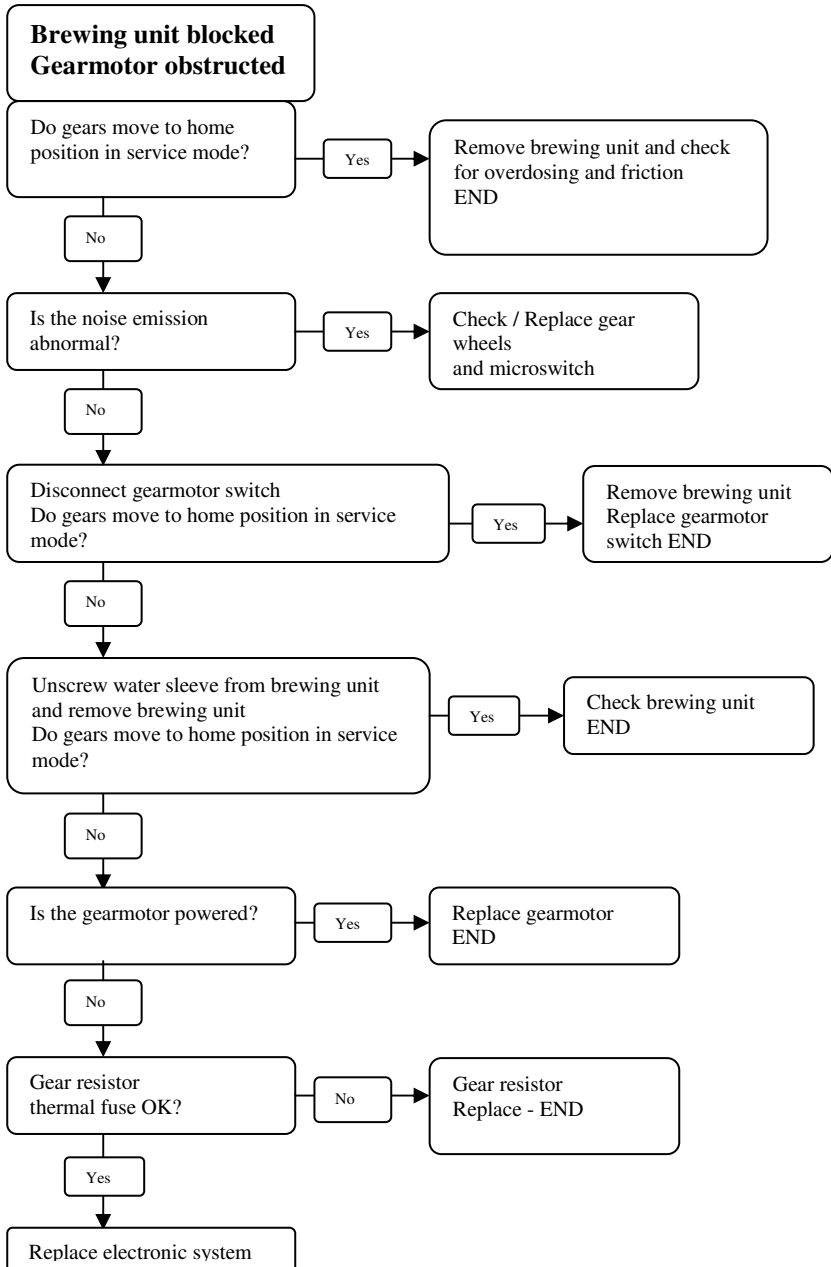 Brewing unit blocked
Gearmotor obstructed
Do gears move to home
position in service mode?
Yes
Remove brewing unit and check
for overdosing and friction
END
No
Is the noise emission
abnormal?
Yes
Check / Replace gear
wheels
and microswitch
No
Disconnect gearmotor switch
Do gears move to home position in service
mode?
Yes
Remove brewing unit
Replace gearmotor
switch END
No
Unscrew water sleeve from brewing unit
and remove brewing unit
Do gears move to home position in service
mode?
Yes
Check brewing unit
END
No
Is the gearmotor powered?
Yes
Replace gearmotor
END
No
Gear resistor
thermal fuse OK?
No
Gear resistor
Replace - END
Yes
Replace electronic system